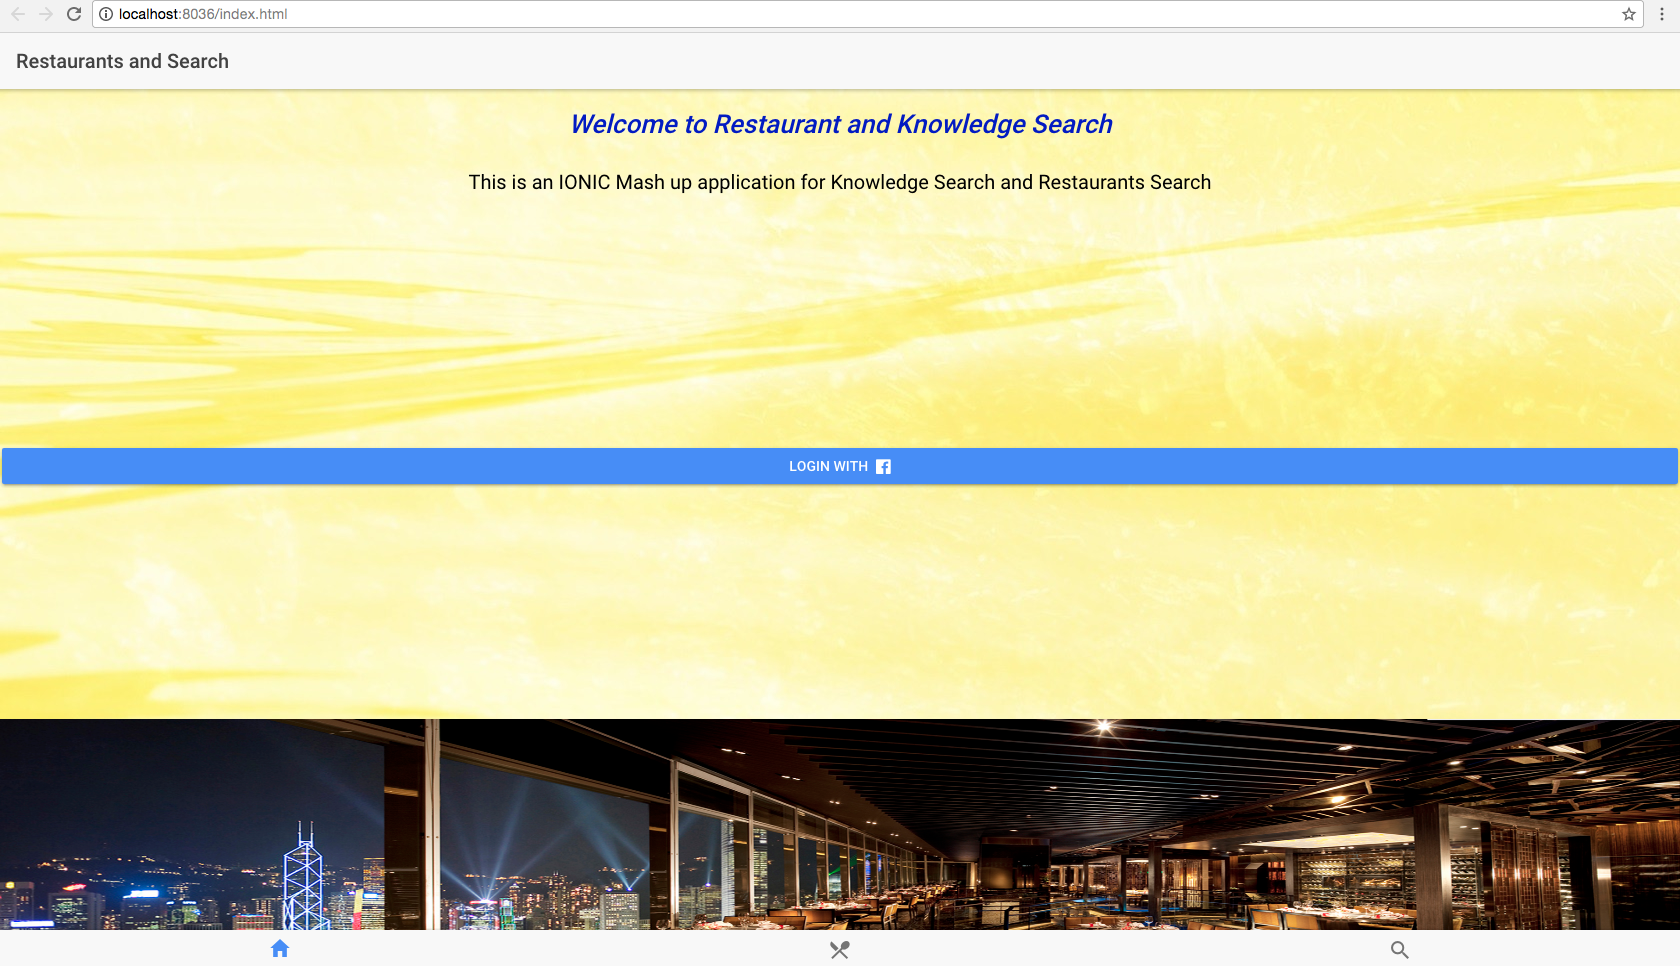 localhost:8036/index.html
Restaurants and Search
Welcome to Restaurant and Knowledge Search
This is an IONIC Mash up application for Knowledge Search and Restaurants Search
LOGIN WITH